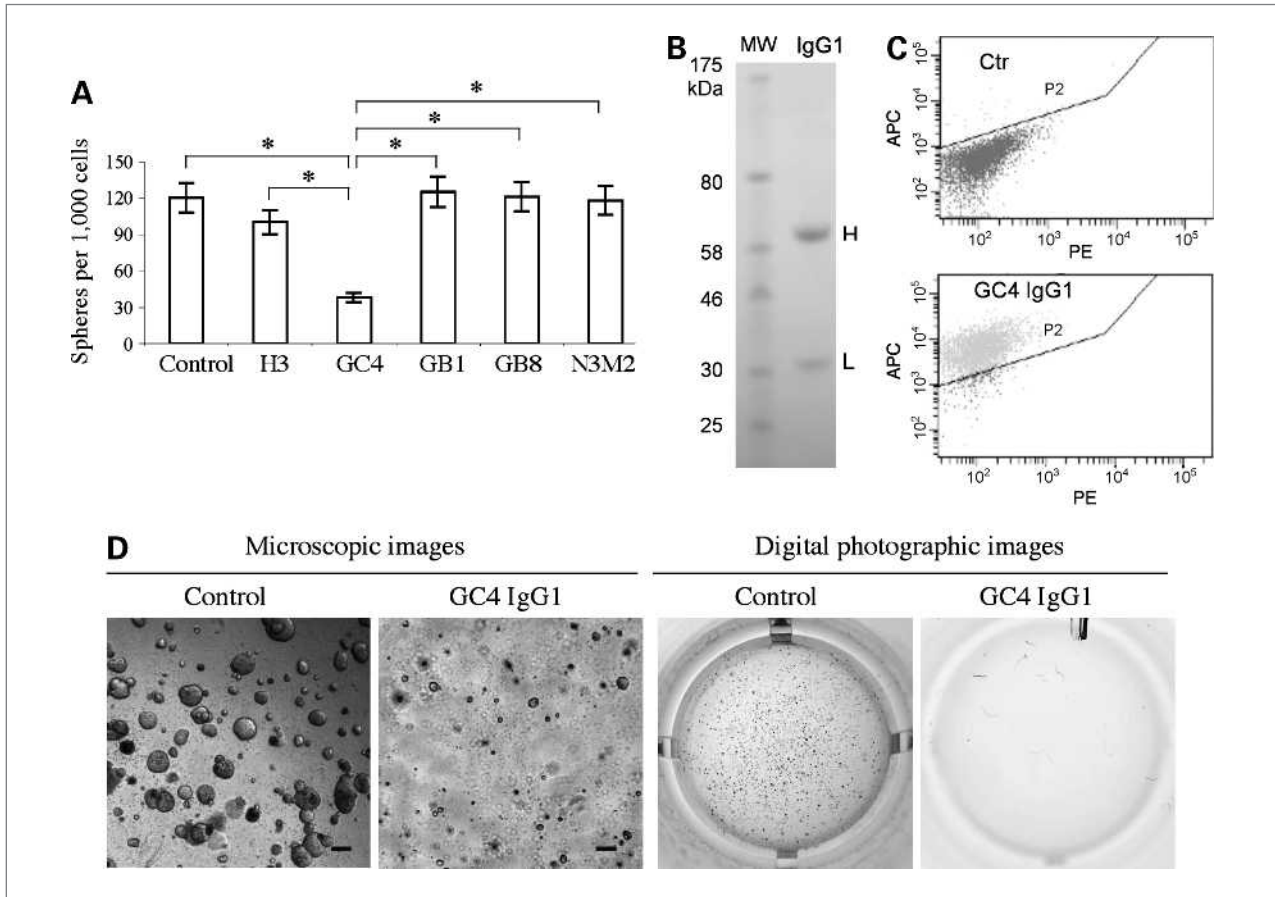 A
* * * * *
Spheres per 1,000 cells
150
120
90
60
30
0
Control H3 GC4 GB1 GB8 N3M2
B
MW IgG1
175
kDa
80
58
46
30
25
H
L
C
Ctr
P2
APC
10^5
10^4
10^3
10^2
10^2 10^3 10^4 10^5
PE
GC4 IgG1
P2
APC
10^5
10^4
10^3
10^2
10^2 10^3 10^4 10^5
PE
D
Microscopic images Digital photographic images
Control GC4 IgG1 Control GC4 IgG1